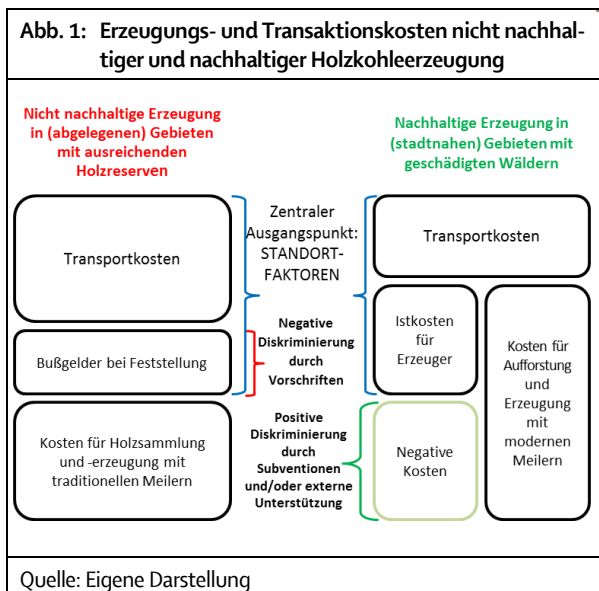 Abb. 1: Erzeugungs- und Transaktionskosten nicht nachhal-
tiger und nachhaltiger Holzkohleerzeugung
Nicht nachhaltige Erzeugung
in (abgelegenen) Gebieten
mit ausreichenden
Holzreserven
Nachhaltige Erzeugung in
(stadtnahen) Gebieten mit
geschädigten Wäldern
Transportkosten
Zentraler
Ausgangspunkt:
STANDORT-
FAKTOREN
Transportkosten
Bußgelder bei Feststellung
Negative
Diskriminierung
durch
Vorschriften
Istkosten
für
Erzeuger
Kosten für
Aufforstung
und
Erzeugung
mit
modernen
Meilern
Kosten für Holzsammlung
und -erzeugung mit
traditionellen Meilern
Positive
Diskriminierung
durch
Subventionen
und/oder externe
Unterstützung
Negative
Kosten
Quelle: Eigene Darstellung